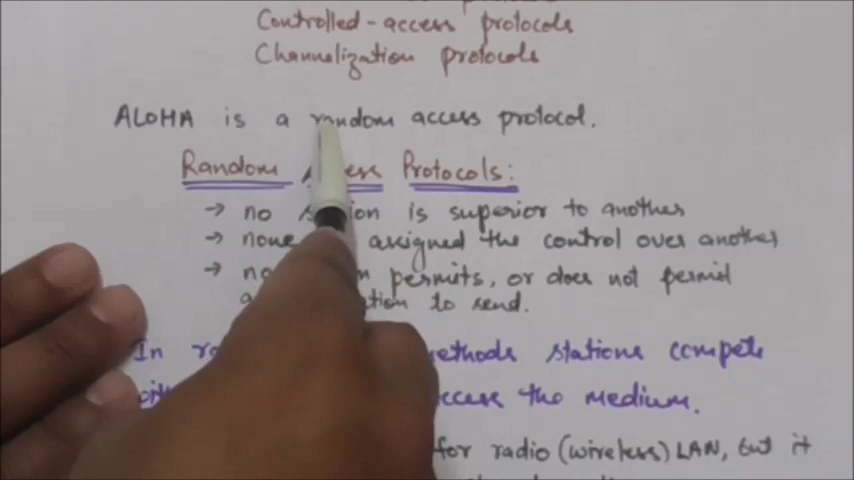 Controlled-access protocols
Channelization protocols
ALOHA is a random access protocol.
Random Protocols:
→ no is superior to another
→ none assigned the control over another
→ permits, or does not permit
to send.
In methods stations compete
access the medium.
for radio (wireless) LAN, but it